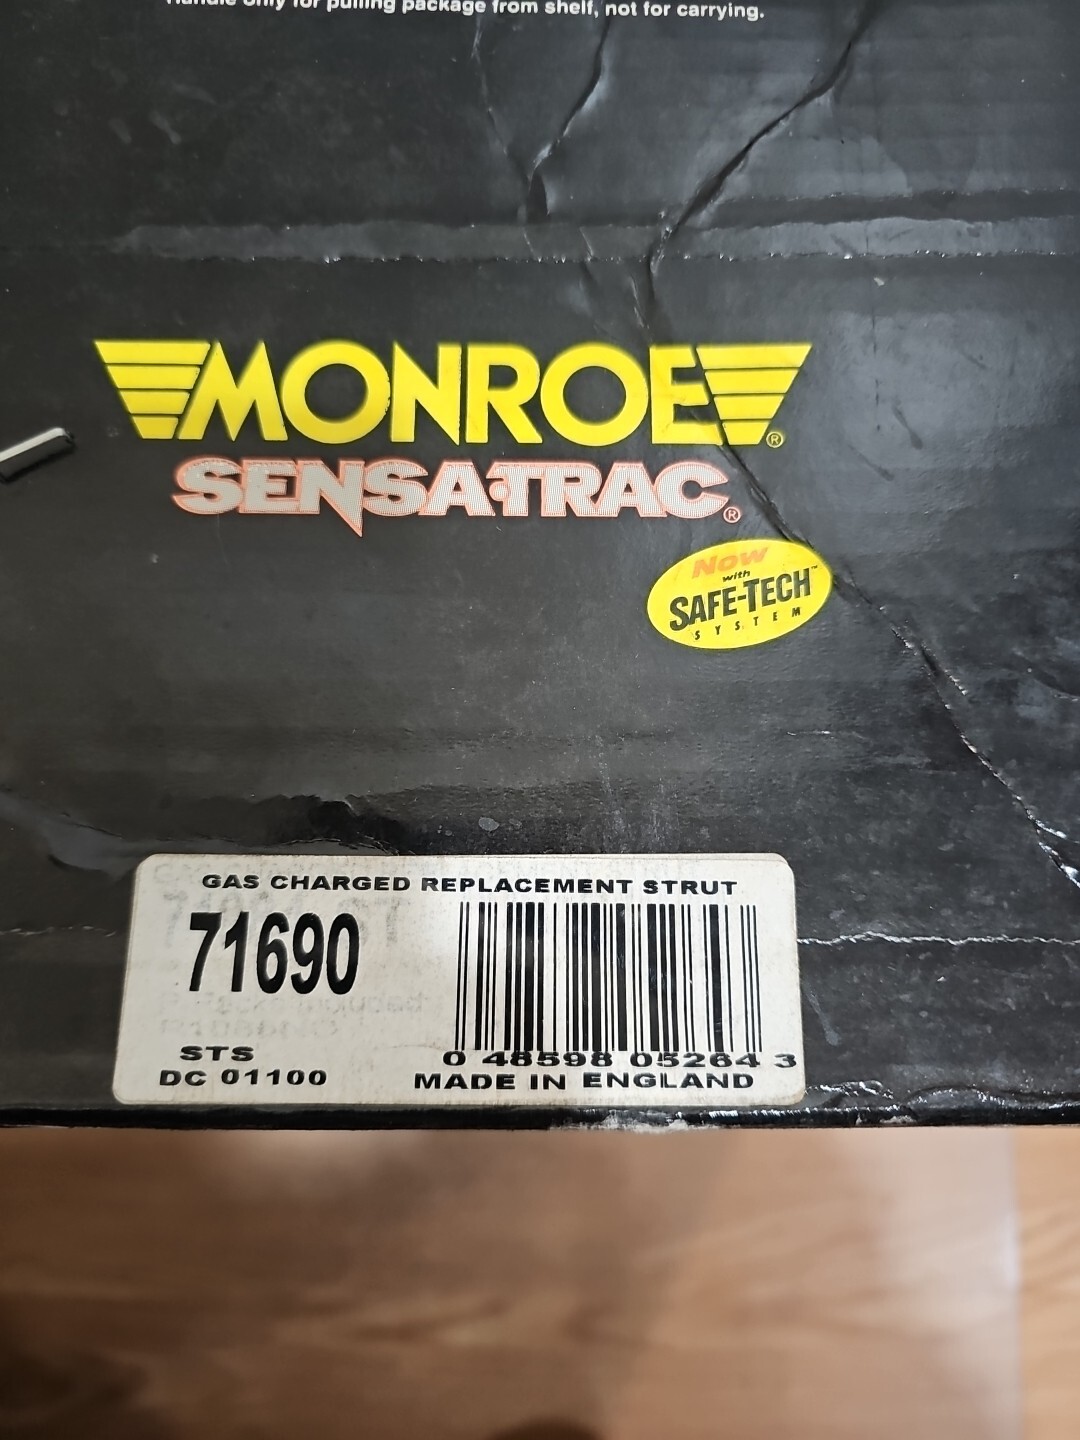 Handle only for pulling package from shelf, not for carrying.
MONROE®
SENSA-TRAC®
Now
with
SAFE-TECH™
SYSTEM
GAS CHARGED REPLACEMENT STRUT
71690
STS
DC 01100
0 48598 05264 3
MADE IN ENGLAND